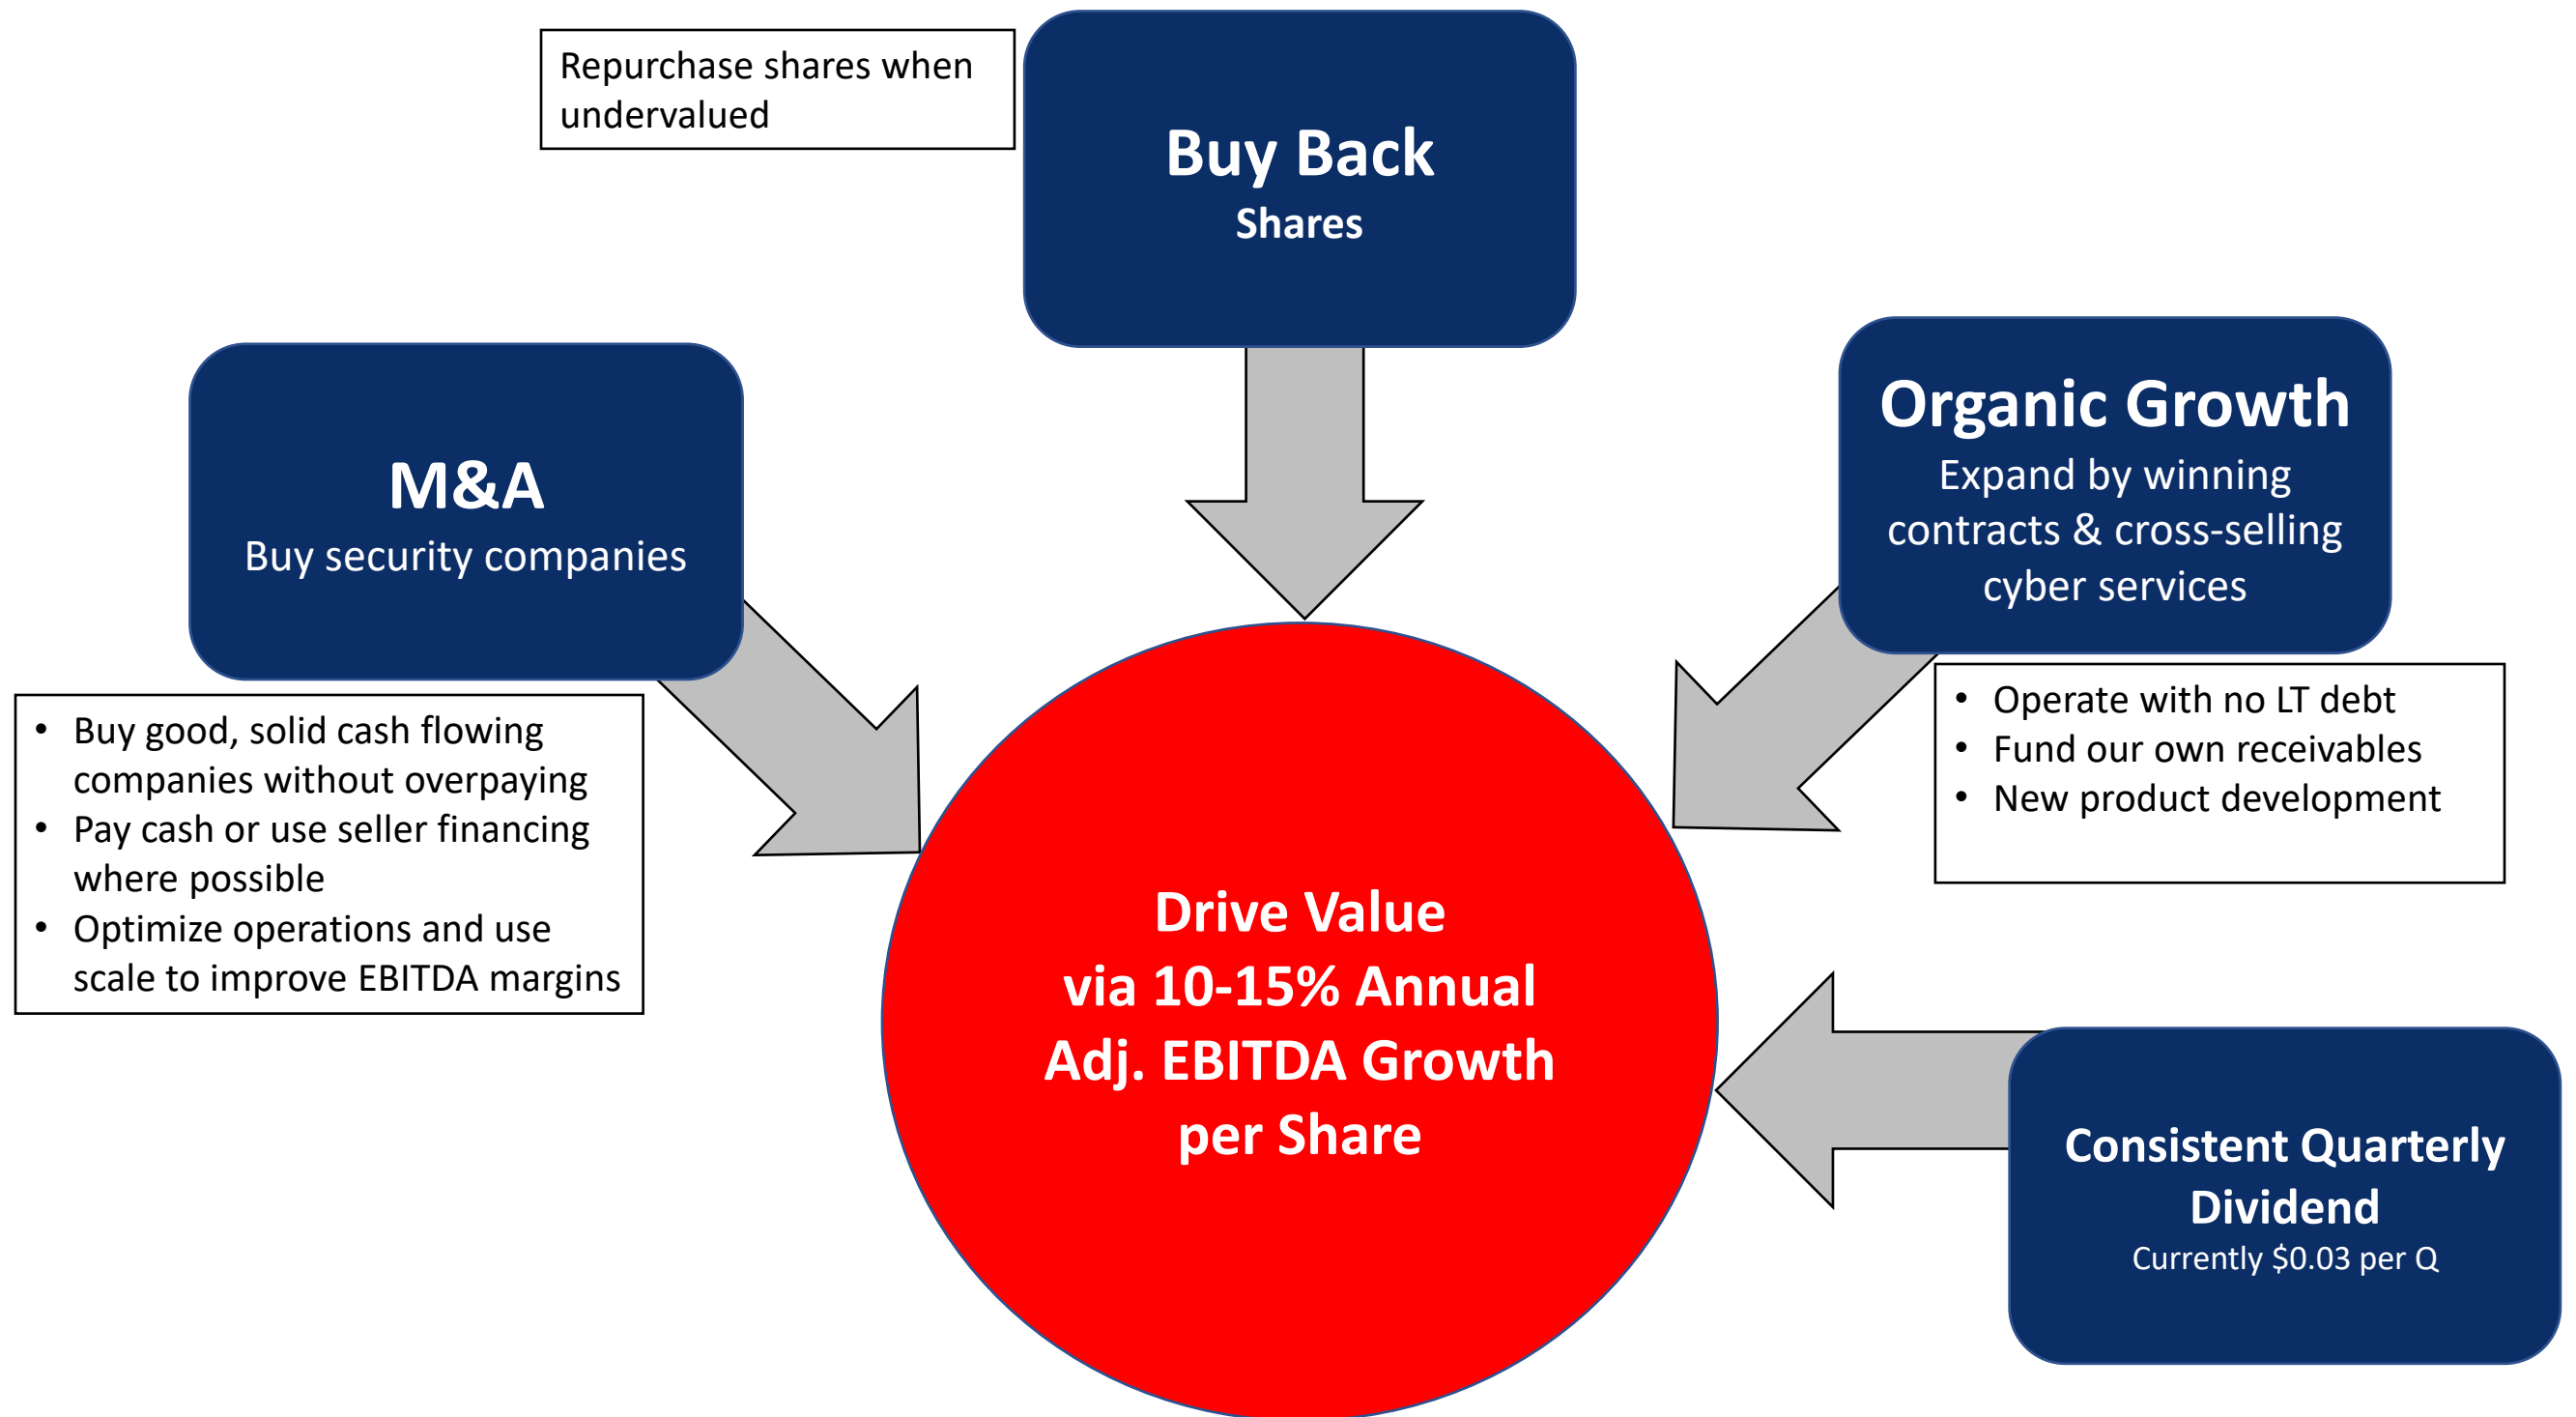 Repurchase shares when
undervalued
Buy Back
Shares
M&A
Buy security companies
Organic Growth
Expand by winning
contracts & cross-selling
cyber services
• Buy good, solid cash flowing
companies without overpaying
• Pay cash or use seller financing
where possible
• Optimize operations and use
scale to improve EBITDA margins
• Operate with no LT debt
• Fund our own receivables
• New product development
Drive Value
via 10-15% Annual
Adj. EBITDA Growth
per Share
Consistent Quarterly
Dividend
Currently $0.03 per Q